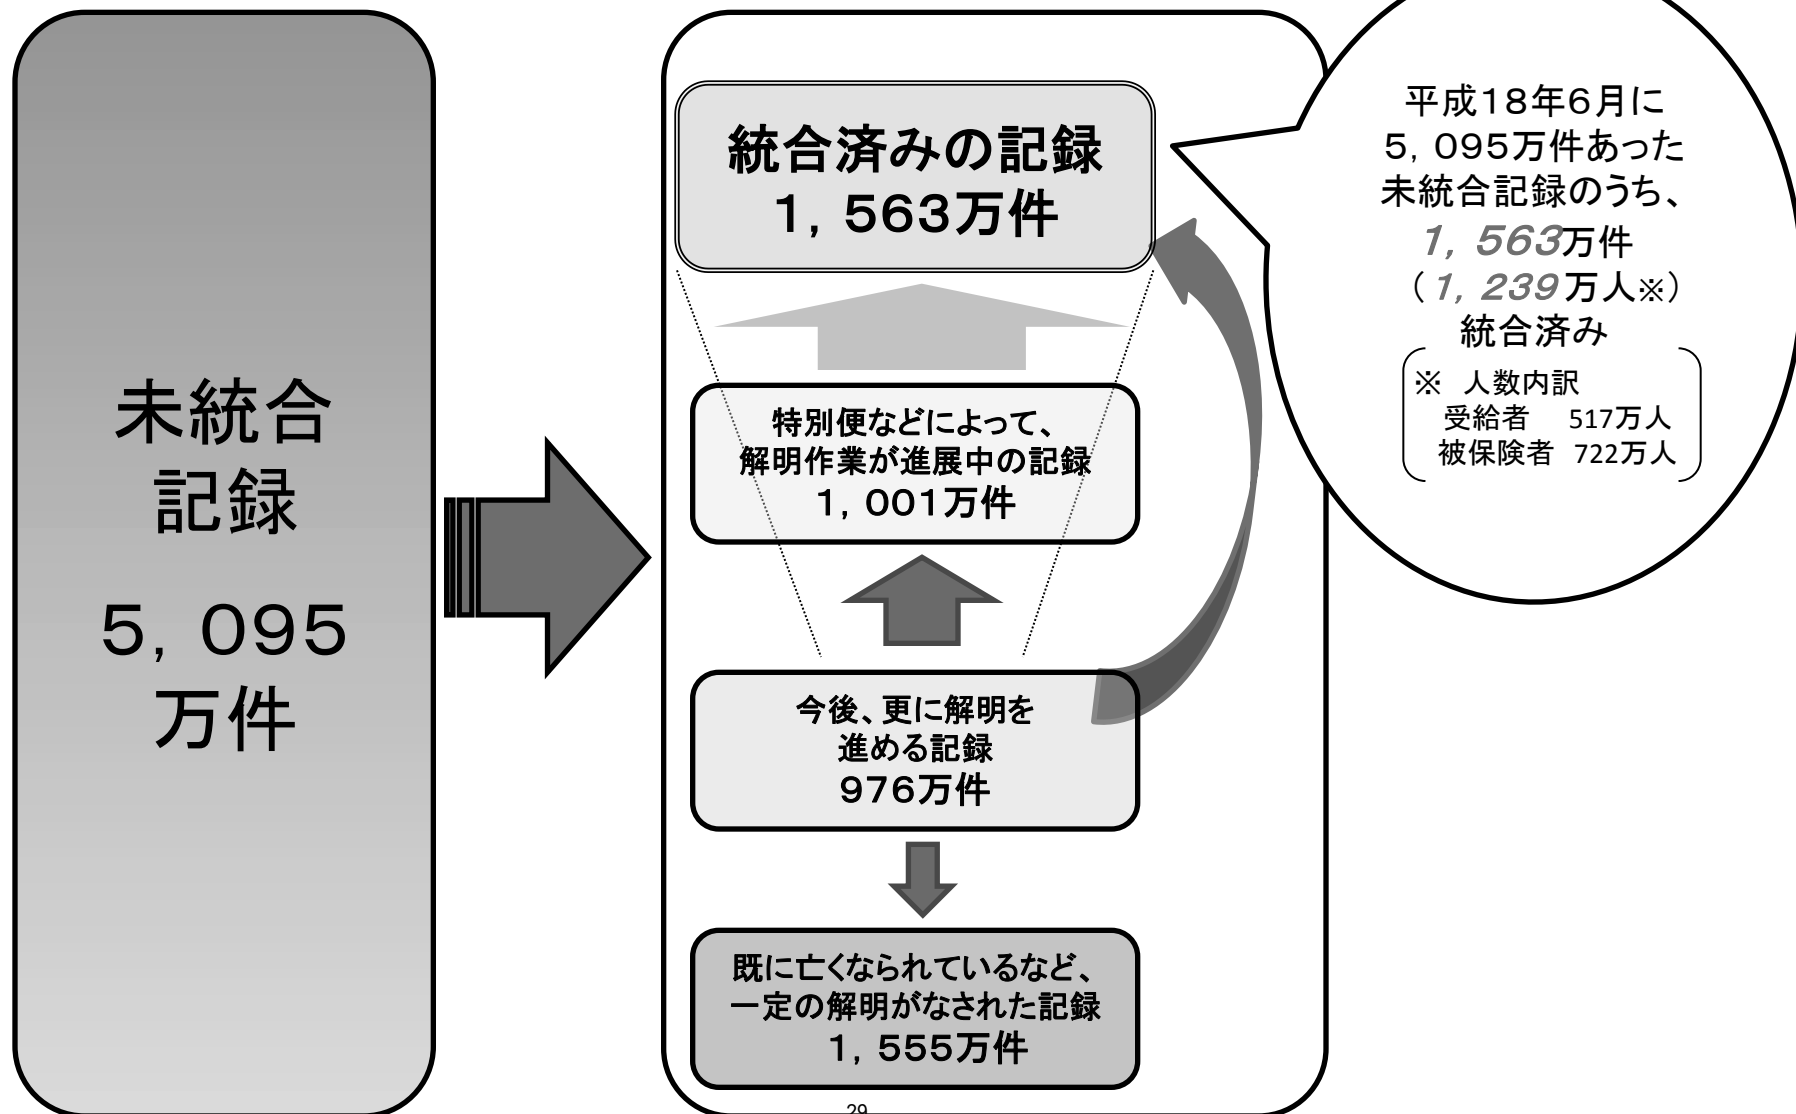 未統合
記録
5，095
万件
統合済みの記録
1，563万件
特別便などによって、
解明作業が進展中の記録
1，001万件
今後、更に解明を
進める記録
976万件
既に亡くなられているなど、
一定の解明がなされた記録
1，555万件
平成18年6月に
5，095万件あった
未統合記録のうち、
1，563万件
（1，239万人※）
統合済み
※　人数内訳
受給者　517万人
被保険者 722万人
29